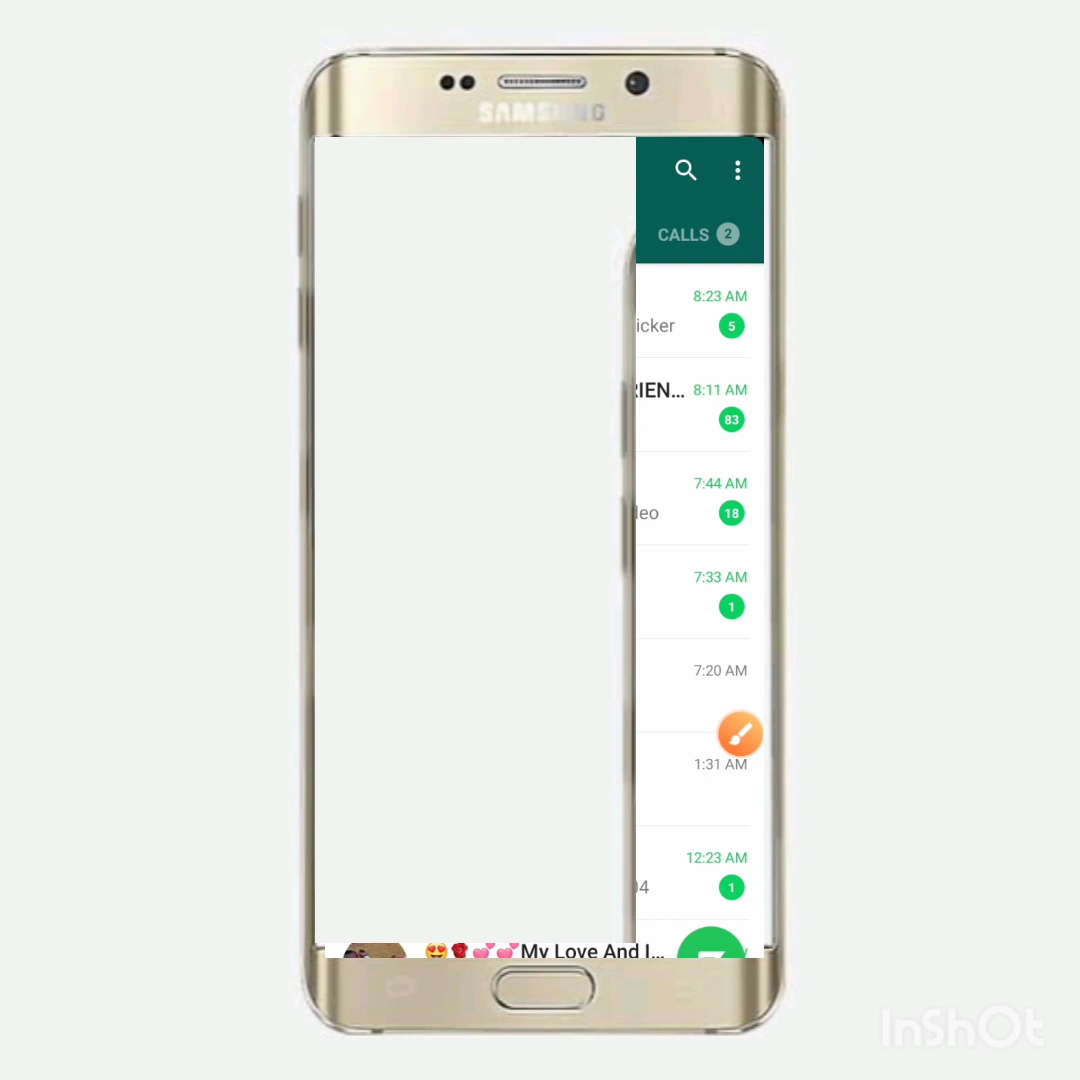 SAMSUNG
CALLS 2
8:23 AM
icker 5
RIEN... 8:11 AM
83
7:44 AM
deo 18
7:33 AM
1
7:20 AM
1:31 AM
12:23 AM
04 1
😍🌹💞💞My Love And I...
InShOt